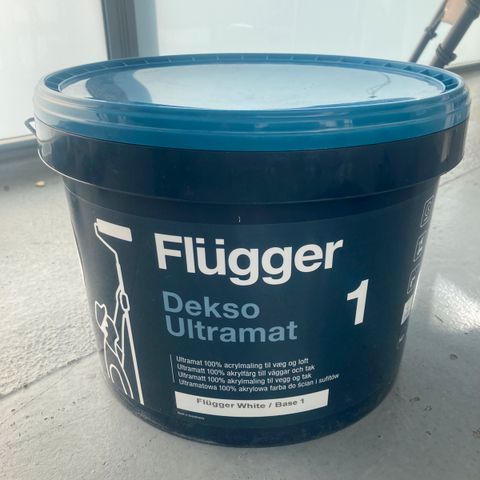 Flügger
Dekso
Ultramat
1
Ultramat 100% acrylmaling til væg og loft
Ultramatt 100% akrylfärg till väggar och tak
Ultramatt 100% akrylmaling til vegg og tak
Ultramatowa 100% akrylowa farba do ścian i sufitów
Flügger White / Base 1